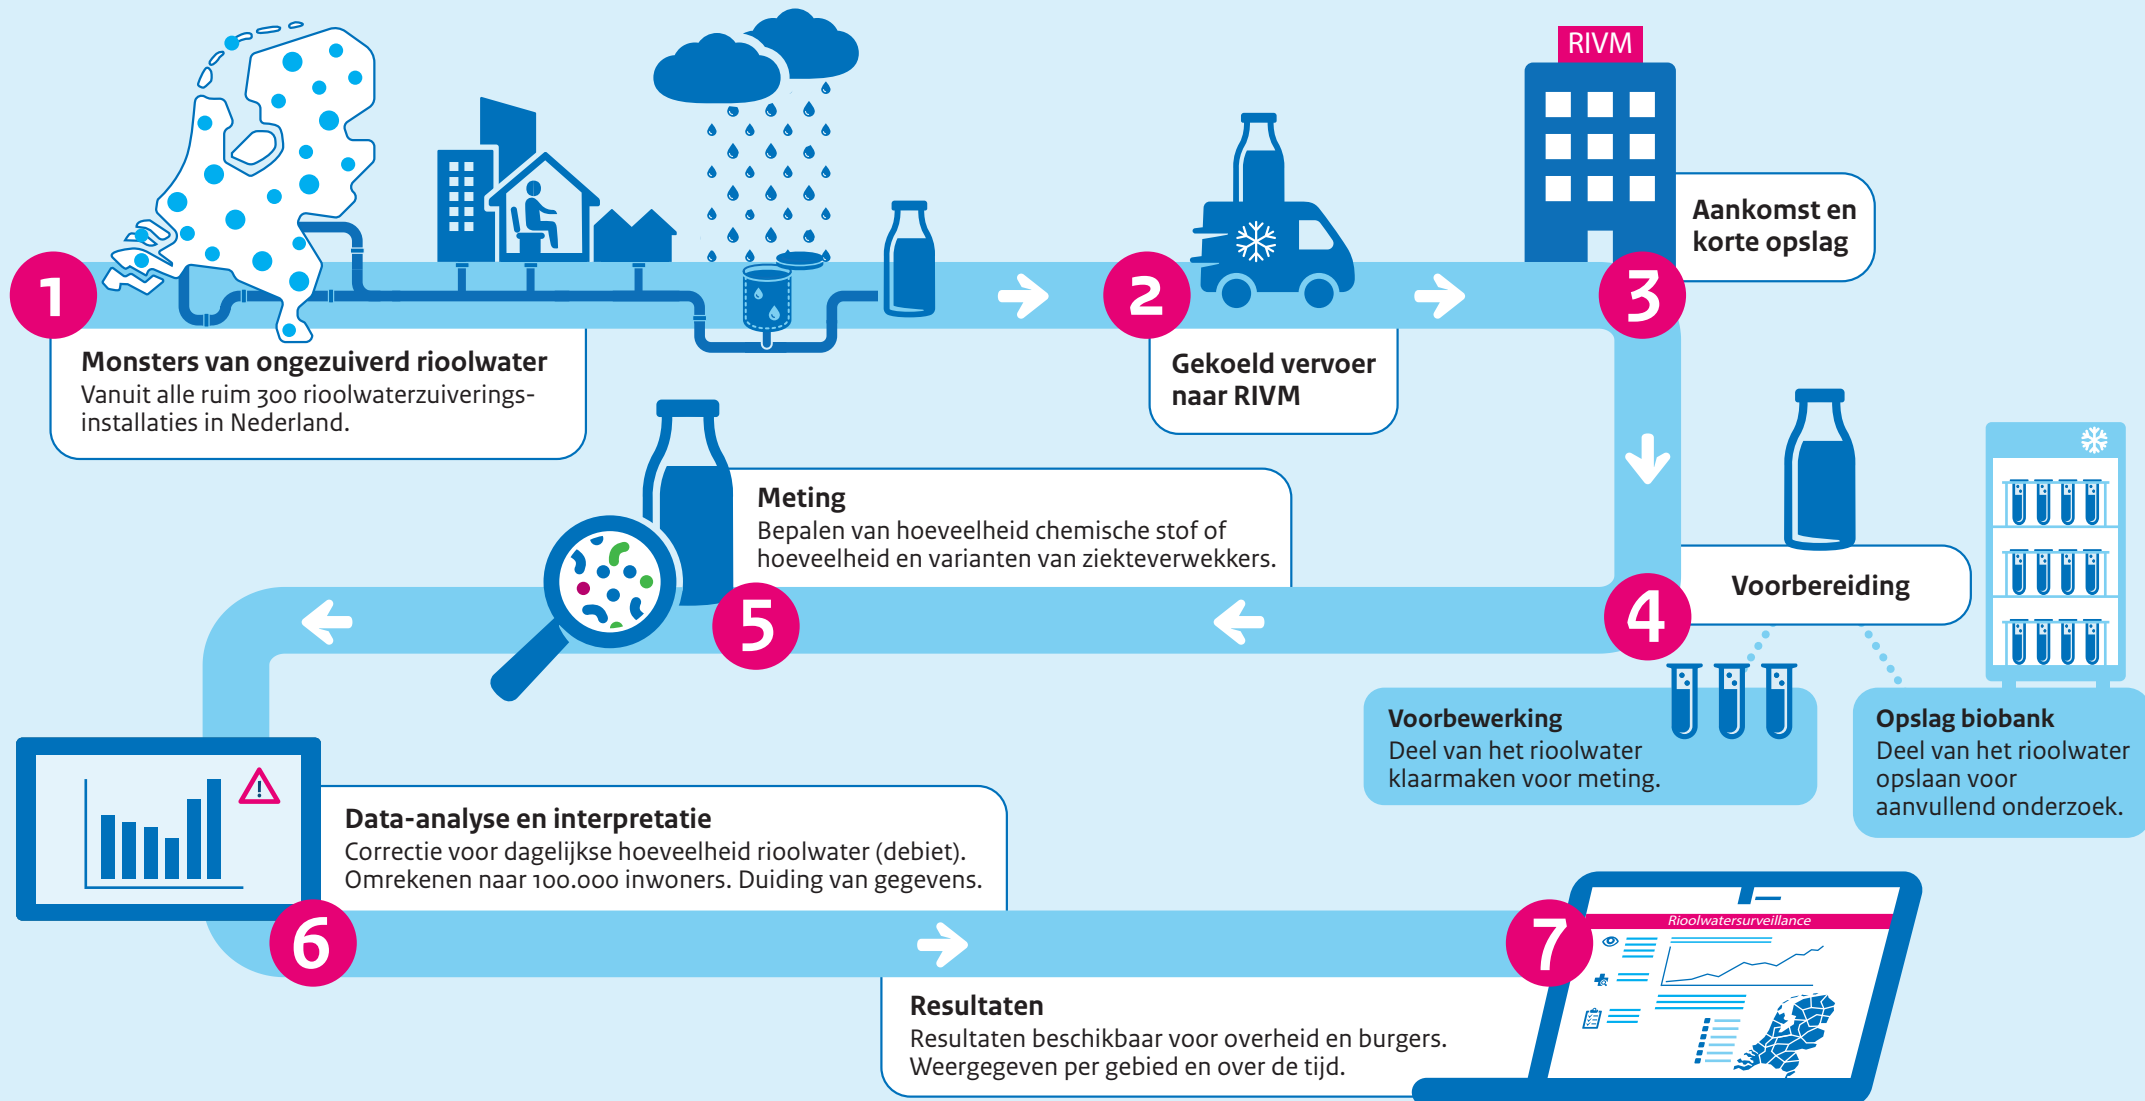 1
Monsters van ongezuiverd rioolwater
Vanuit alle ruim 300 rioolwaterzuiverings-
installaties in Nederland.
2
Gekoeld vervoer
naar RIVM
RIVM
3
Aankomst en
korte opslag
4
Voorbereiding
Voorbewerking
Deel van het rioolwater
klaarmaken voor meting.
Opslag biobank
Deel van het rioolwater
opslaan voor
aanvullend onderzoek.
5
Meting
Bepalen van hoeveelheid chemische stof of
hoeveelheid en varianten van ziekteverwekkers.
6
Data-analyse en interpretatie
Correctie voor dagelijkse hoeveelheid rioolwater (debiet).
Omrekenen naar 100.000 inwoners. Duiding van gegevens.
7
Rioolwatersurveillance
Resultaten
Resultaten beschikbaar voor overheid en burgers.
Weergegeven per gebied en over de tijd.